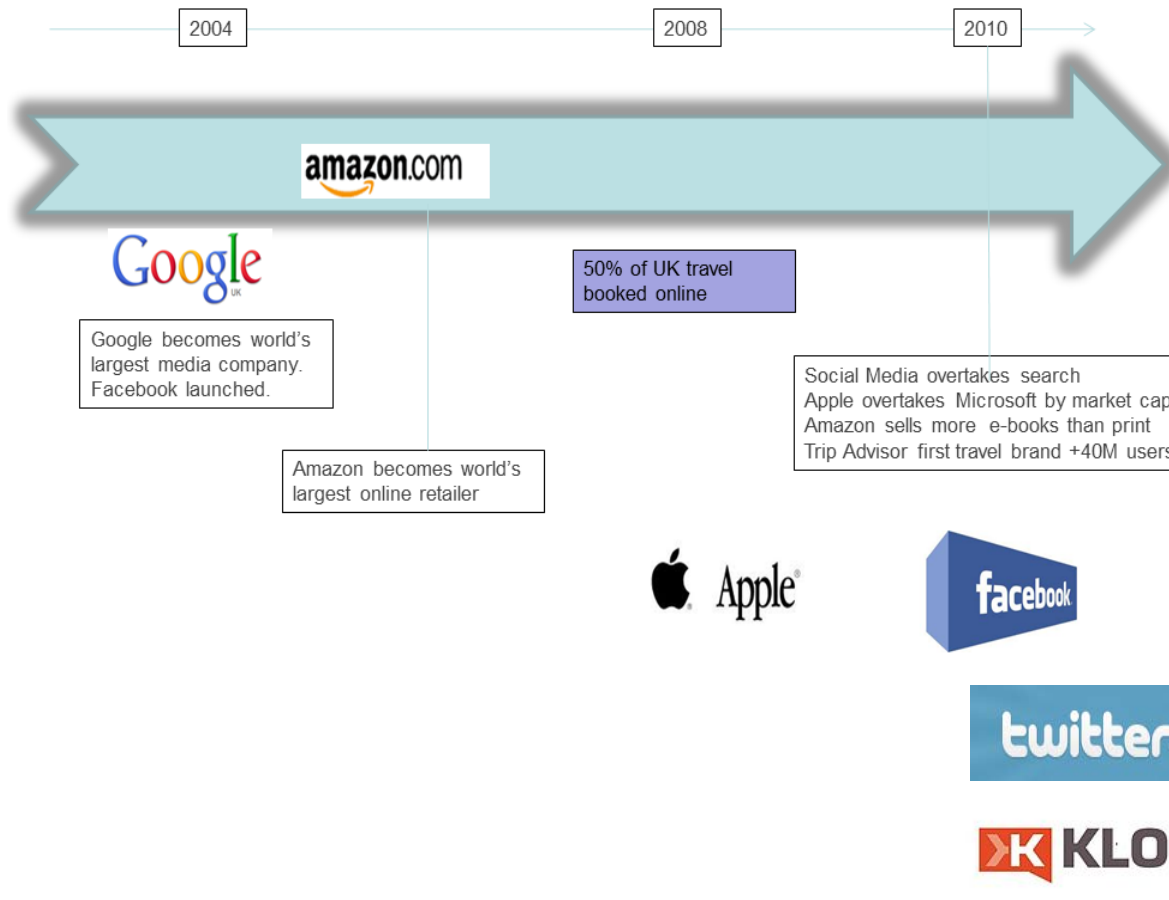 2004
2008
2010
amazon.com
Google
UK
50% of UK travel
booked online
Google becomes world's
largest media company.
Facebook launched.
Social Media overtakes search
Apple overtakes Microsoft by market cap
Amazon sells more e-books than print
Trip Advisor first travel brand +40M users
Amazon becomes world's
largest online retailer
Apple®
facebook
twitter
KLO